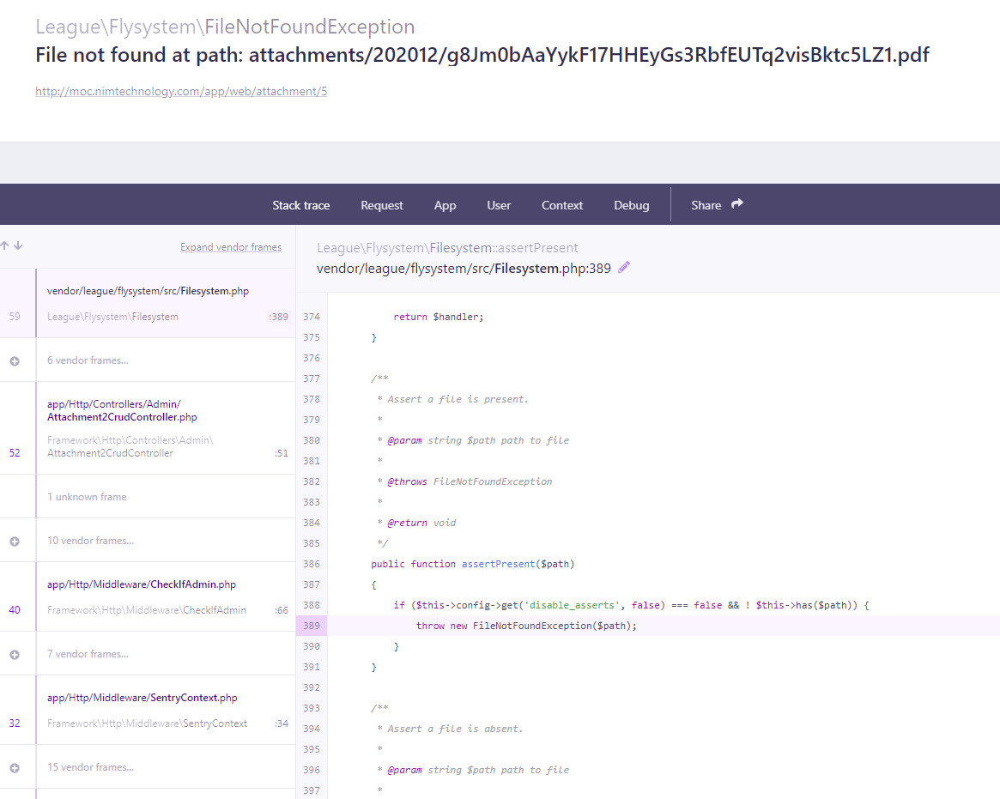 League\Flysystem\FileNotFoundException
File not found at path: attachments/202012/g8Jm0bAaYykF17HHEyGs3RbfEUTq2visBktc5LZ1.pdf
http://moc.nimtechnology.com/app/web/attachment/5
Stack trace Request App User Context Debug Share
Expand vendor frames
vendor/league/flysystem/src/Filesystem.php
59 League\Flysystem\Filesystem :389
6 vendor frames...
app/Http/Controllers/Admin/
Attachment2CrudController.php
Framework\Http\Controllers\Admin\
52 Attachment2CrudController :51
1 unknown frame
10 vendor frames...
app/Http/Middleware/CheckIfAdmin.php
40 Framework\Http\Middleware\CheckIfAdmin :66
7 vendor frames...
app/Http/Middleware/SentryContext.php
32 Framework\Http\Middleware\SentryContext :34
15 vendor frames...
League\Flysystem\Filesystem::assertPresent
vendor/league/flysystem/src/Filesystem.php:389
374 return $handler;
375 }
376
377 /**
378 * Assert a file is present.
379 *
380 * @param string $path path to file
381 *
382 * @throws FileNotFoundException
383 *
384 * @return void
385 */
386 public function assertPresent($path)
387 {
388 if ($this->config->get('disable_asserts', false) === false && ! $this->has($path)) {
389 throw new FileNotFoundException($path);
390 }
391 }
392
393 /**
394 * Assert a file is absent.
395 *
396 * @param string $path path to file
397 *